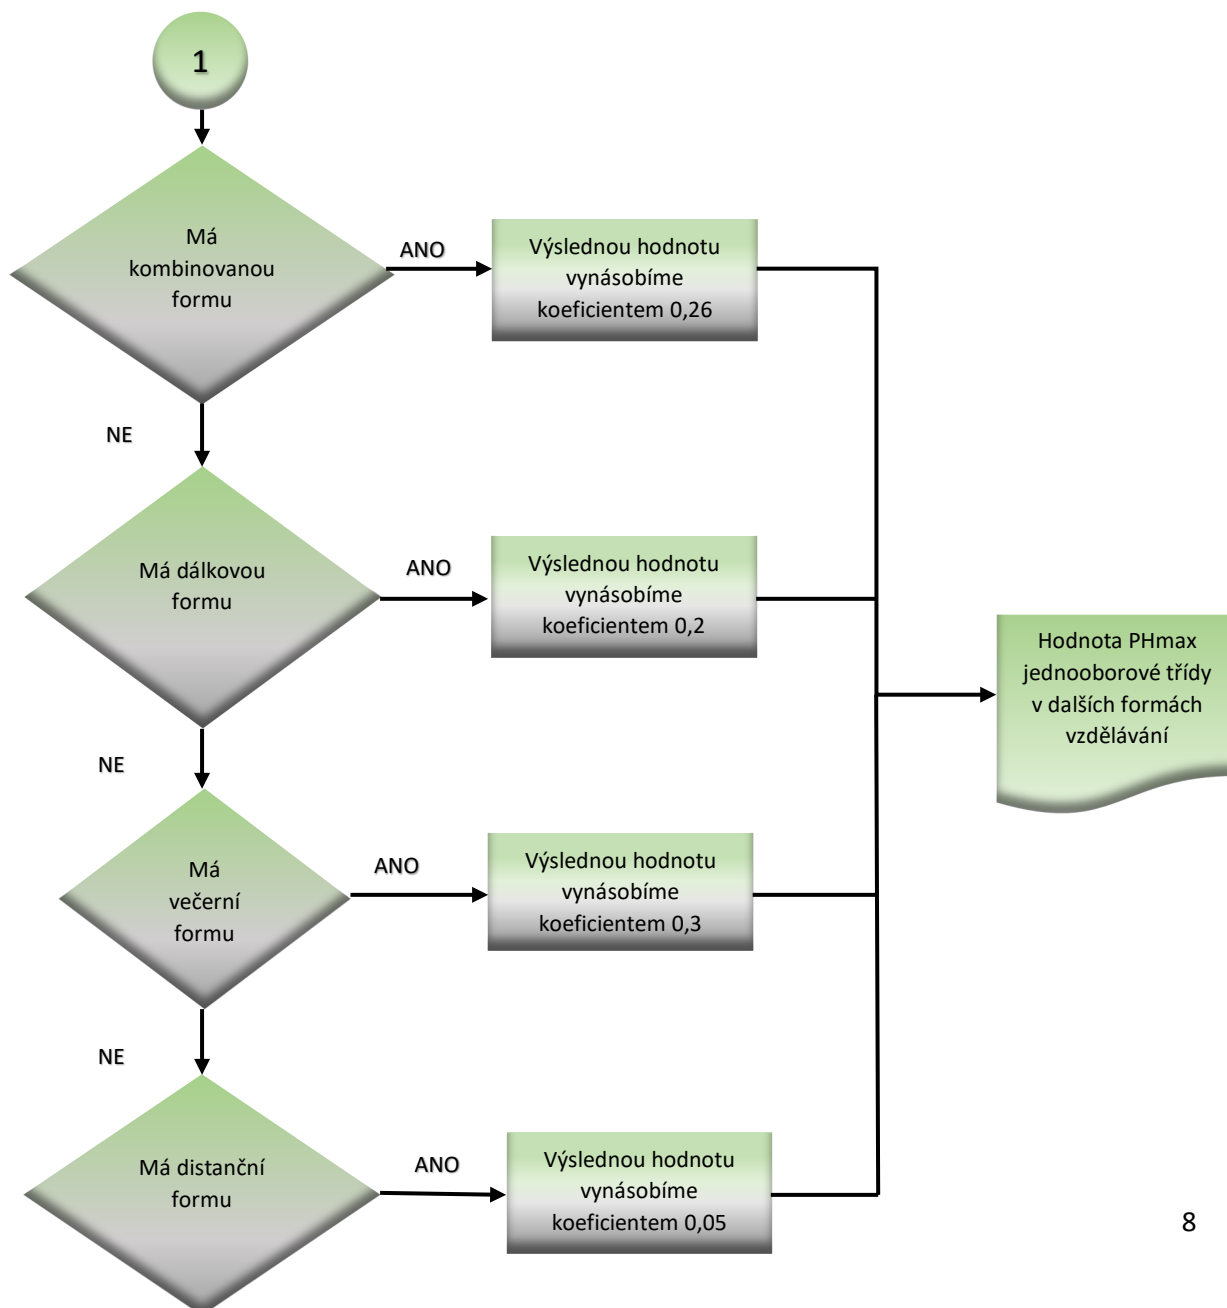 1
Má
kombinovanou
formu
ANO
Výslednou hodnotu
vynásobíme
koeficientem 0,26
NE
Má dálkovou
formu
ANO
Výslednou hodnotu
vynásobíme
koeficientem 0,2
Hodnota PHmax
jednooborové třídy
v dalších formách
vzdělávání
NE
Má
večerní
formu
ANO
Výslednou hodnotu
vynásobíme
koeficientem 0,3
NE
Má distanční
formu
ANO
Výslednou hodnotu
vynásobíme
koeficientem 0,05
8